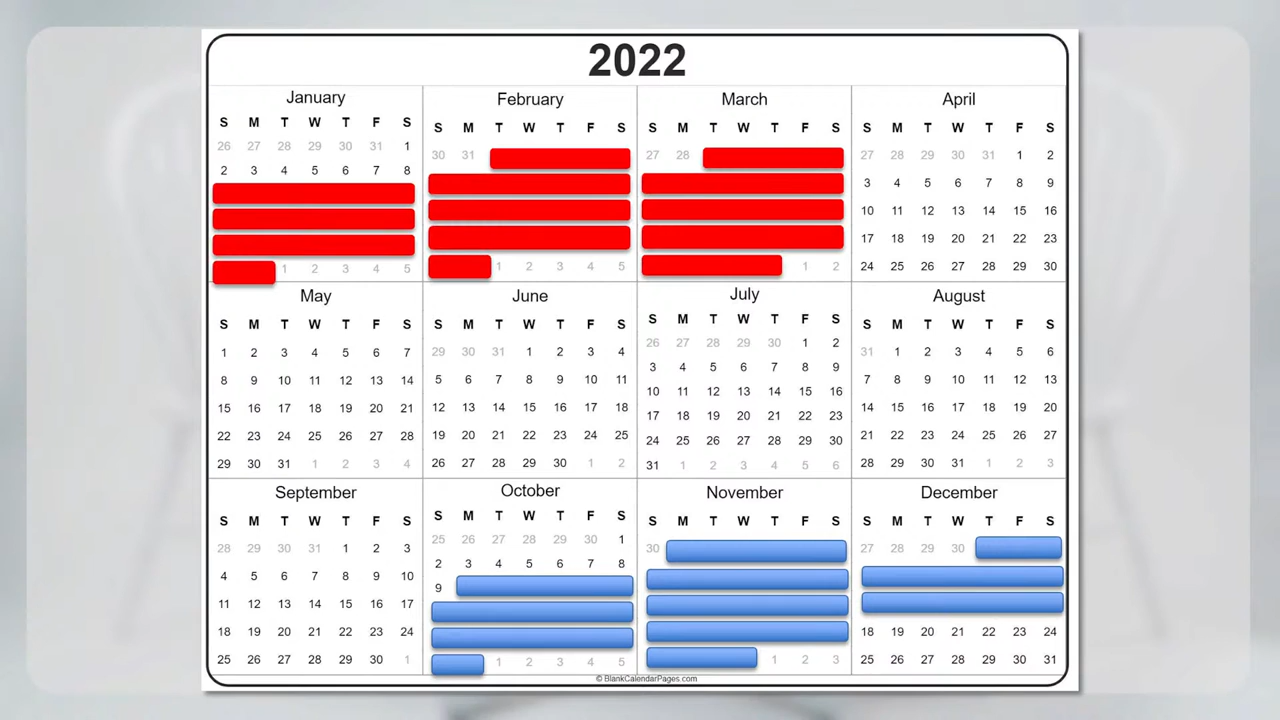 2022
January
S M T W T F S
26 27 28 29 30 31 1
2 3 4 5 6 7 8
1 2 3 4 5
February
S M T W T F S
30 31
1 2 3 4 5
March
S M T W T F S
27 28
1 2
April
S M T W T F S
27 28 29 30 31 1 2
3 4 5 6 7 8 9
10 11 12 13 14 15 16
17 18 19 20 21 22 23
24 25 26 27 28 29 30
May
S M T W T F S
1 2 3 4 5 6 7
8 9 10 11 12 13 14
15 16 17 18 19 20 21
22 23 24 25 26 27 28
29 30 31 1 2 3 4
June
S M T W T F S
29 30 31 1 2 3 4
5 6 7 8 9 10 11
12 13 14 15 16 17 18
19 20 21 22 23 24 25
26 27 28 29 30 1 2
July
S M T W T F S
26 27 28 29 30 1 2
3 4 5 6 7 8 9
10 11 12 13 14 15 16
17 18 19 20 21 22 23
24 25 26 27 28 29 30
31 1 2 3 4 5 6
August
S M T W T F S
31 1 2 3 4 5 6
7 8 9 10 11 12 13
14 15 16 17 18 19 20
21 22 23 24 25 26 27
28 29 30 31 1 2 3
September
S M T W T F S
28 29 30 31 1 2 3
4 5 6 7 8 9 10
11 12 13 14 15 16 17
18 19 20 21 22 23 24
25 26 27 28 29 30 1
October
S M T W T F S
25 26 27 28 29 30 1
2 3 4 5 6 7 8
9
1 2 3 4 5
November
S M T W T F S
30
1 2 3
December
S M T W T F S
27 28 29 30
18 19 20 21 22 23 24
25 26 27 28 29 30 31
© BlankCalendarPages.com